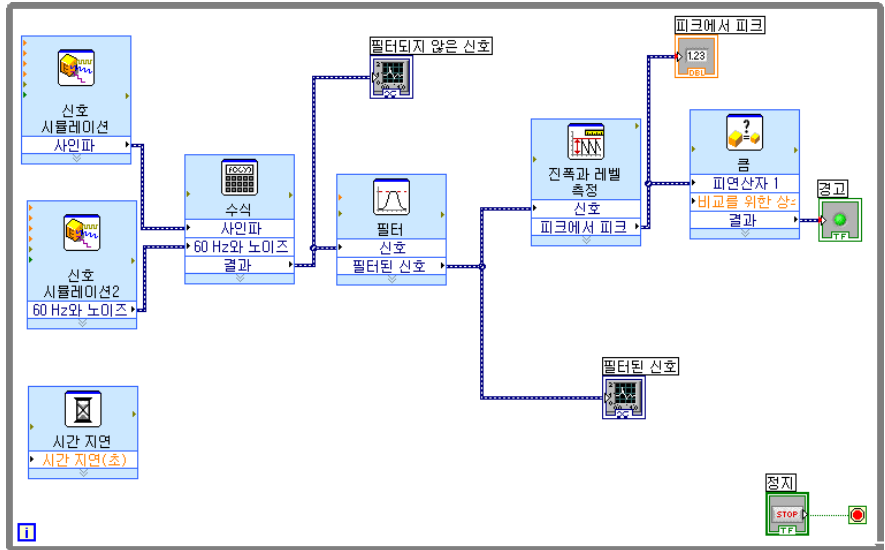 신호
시뮬레이션
사인파
신호
시뮬레이션2
60 Hz와 노이즈
시간 지연
시간 지연(초)
i
수식
사인파
60 Hz와 노이즈
결과
필터되지 않은 신호
필터
신호
필터된 신호
진폭과 레벨
측정
신호
피크에서 피크
피크에서 피크
1.23
DBL
?
큼
피연산자 1
비교를 위한 상
결과
경고
TF
필터된 신호
정지
STOP
TF